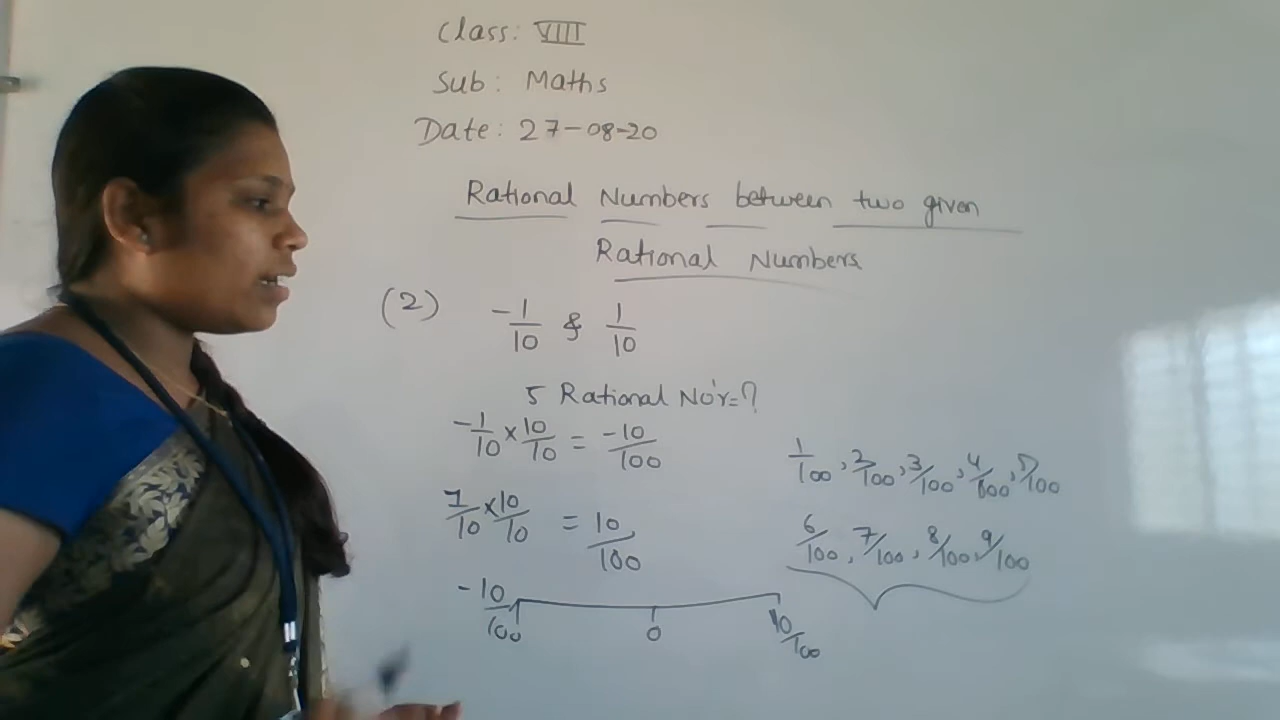 Class: VIII
Sub: Maths
Date: 27-08-20
Rational Numbers between two given
Rational Numbers
(2) -1/10 & 1/10
5 Rational No's=?
-1/10 × 10/10 = -10/100
1/100, 2/100, 3/100, 4/100, 5/100
1/10 × 10/10 = 10/100
6/100, 7/100, 8/100, 9/100
-10/100 0 10/100